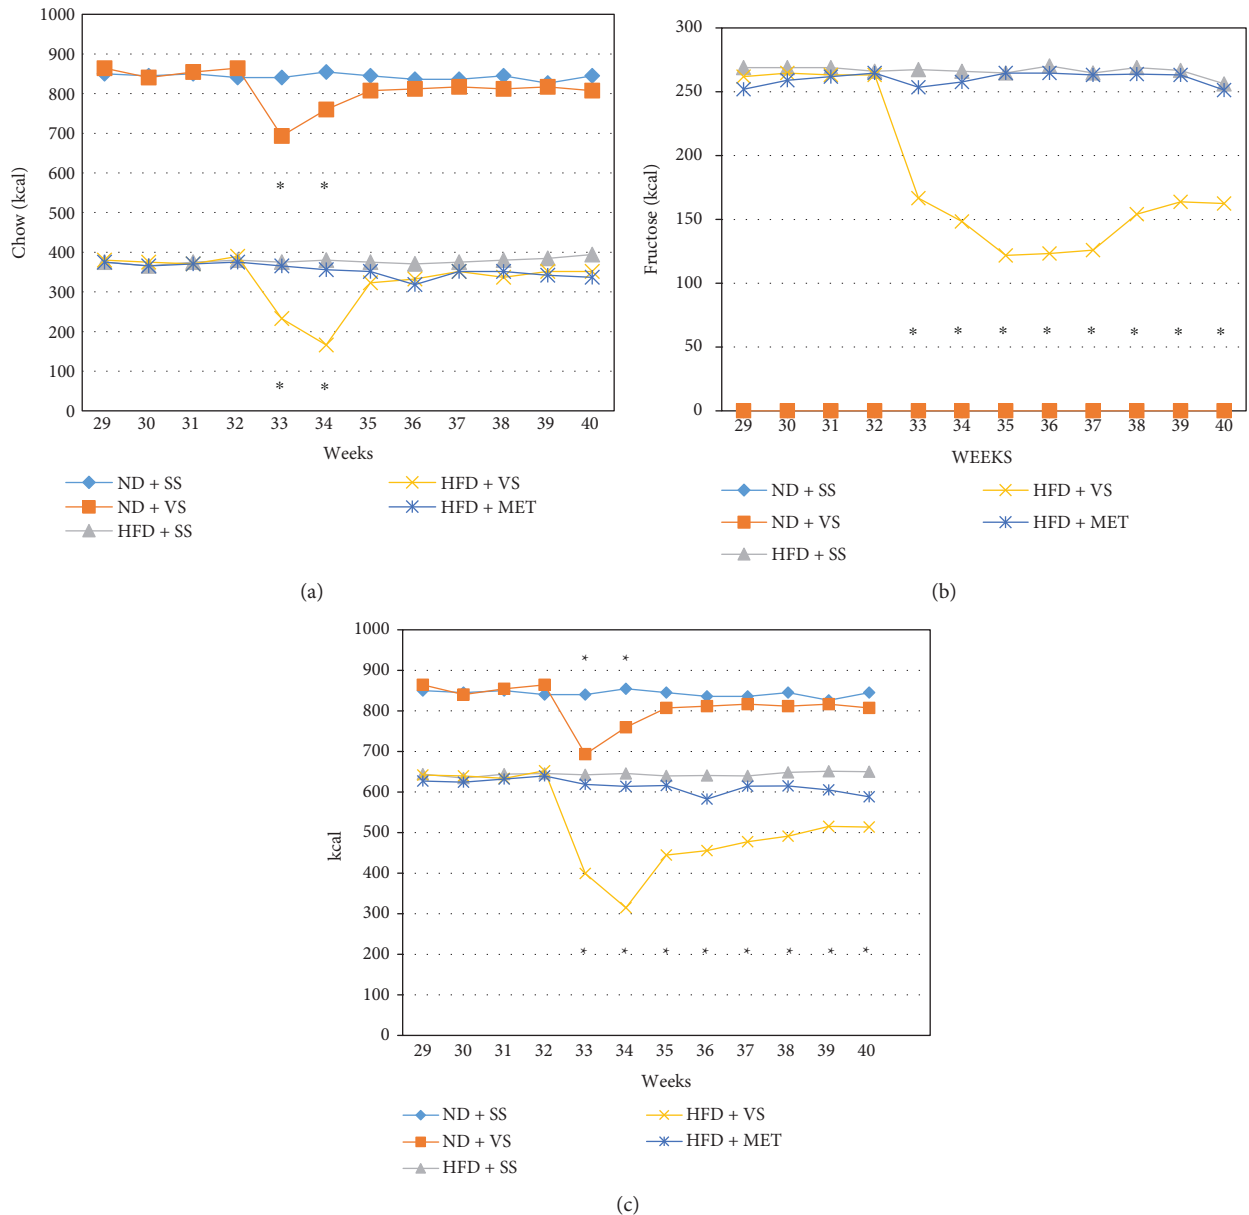 1000
900
800
700
600
500
400
300
200
100
0
Chow (kcal)
* *
* *
29 30 31 32 33 34 35 36 37 38 39 40
Weeks
ND + SS
ND + VS
HFD + SS
HFD + VS
HFD + MET
(a)
300
250
200
150
100
50
0
Fructose (kcal)
* * * * * * * *
29 30 31 32 33 34 35 36 37 38 39 40
WEEKS
ND + SS
ND + VS
HFD + SS
HFD + VS
HFD + MET
(b)
1000
900
800
700
600
500
400
300
200
100
0
kcal
* *
* * * * * * * *
29 30 31 32 33 34 35 36 37 38 39 40
Weeks
ND + SS
ND + VS
HFD + SS
HFD + VS
HFD + MET
(c)